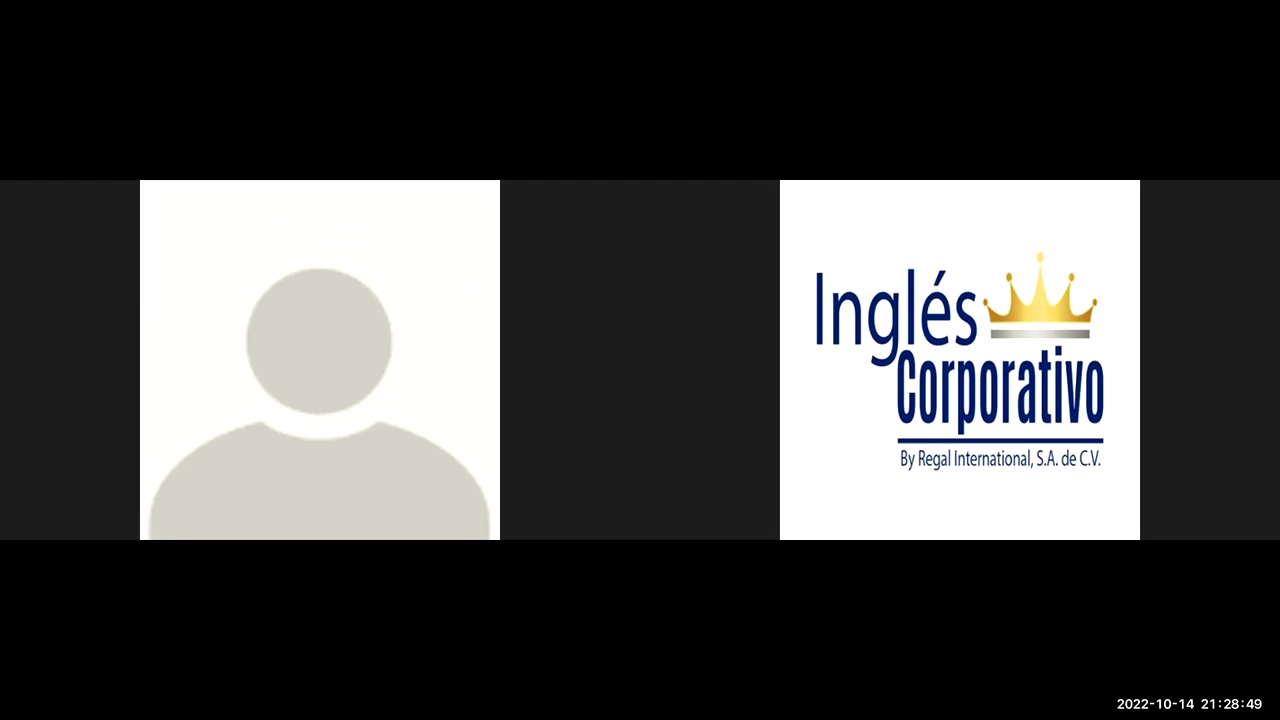 Inglés
Corporativo
By Regal International, S.A. de C.V.
2022-10-14 21:28:49